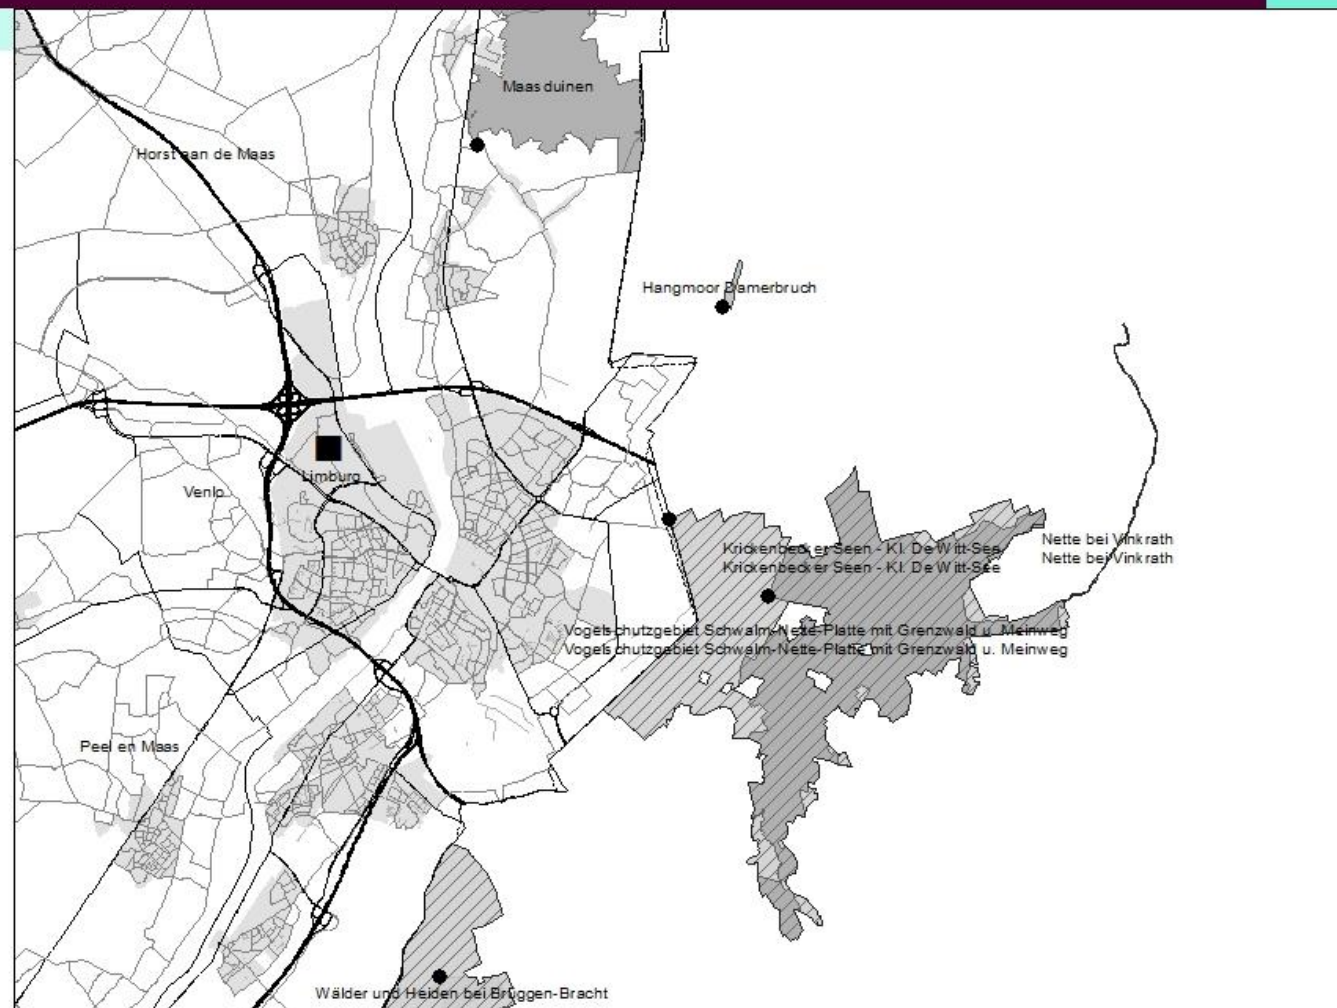 Maasduinen
Horst aan de Maas
Hangmoor Damerbruch
Limburg
Venlo
Nette bei Vinkrath
Krickenbecker Seen - Kl. De Witt-See
Nette bei Vinkrath
Krickenbecker Seen - Kl. De Witt-See
Vogelschutzgebiet Schwalm-Nette-Platte mit Grenzwald u. Meinweg
Vogelschutzgebiet Schwalm-Nette-Platte mit Grenzwald u. Meinweg
Peel en Maas
Wälder und Heiden bei Brüggen-Bracht